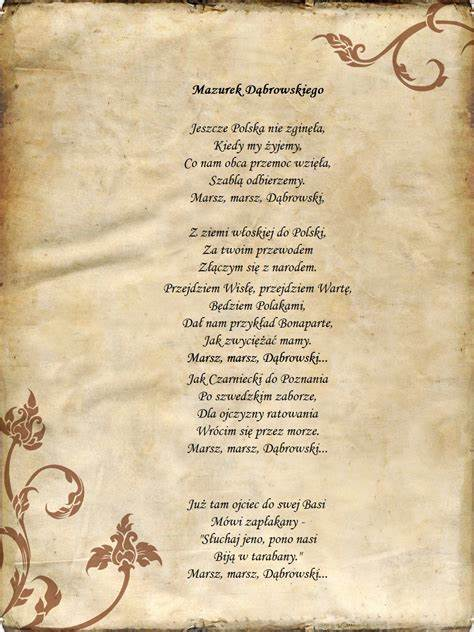 Mazurek Dąbrowskiego
Jeszcze Polska nie zginęła,
Kiedy my żyjemy,
Co nam obca przemoc wzięła,
Szablą odbierzemy.
Marsz, marsz, Dąbrowski,
Z ziemi włoskiej do Polski,
Za twoim przewodem
Złączym się z narodem.
Przejdziem Wisłę, przejdziem Wartę,
Będziem Polakami,
Dał nam przykład Bonaparte,
Jak zwyciężać mamy.
Marsz, marsz, Dąbrowski...
Jak Czarniecki do Poznania
Po szwedzkim zaborze,
Dla ojczyzny ratowania
Wrócim się przez morze.
Marsz, marsz, Dąbrowski...
Już tam ojciec do swej Basi
Mówi zapłakany -
"Słuchaj jeno, pono nasi
Biją w tarabany."
Marsz, marsz, Dąbrowski...